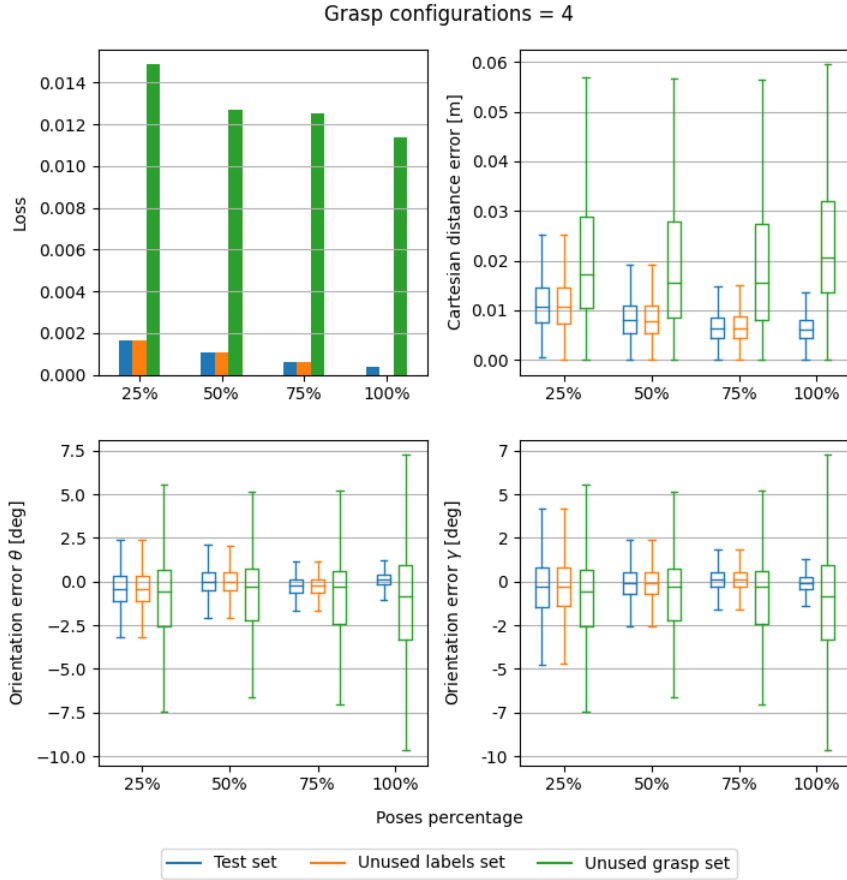 Grasp configurations = 4
Loss
0.014
0.012
0.010
0.008
0.006
0.004
0.002
0.000
25% 50% 75% 100%
Cartesian distance error [m]
0.06
0.05
0.04
0.03
0.02
0.01
0.00
25% 50% 75% 100%
Orientation error θ [deg]
7.5
5.0
2.5
0.0
−2.5
−5.0
−7.5
−10.0
25% 50% 75% 100%
Orientation error γ [deg]
7
5
2
0
-2
-5
-7
-10
25% 50% 75% 100%
Poses percentage
Test set Unused labels set Unused grasp set